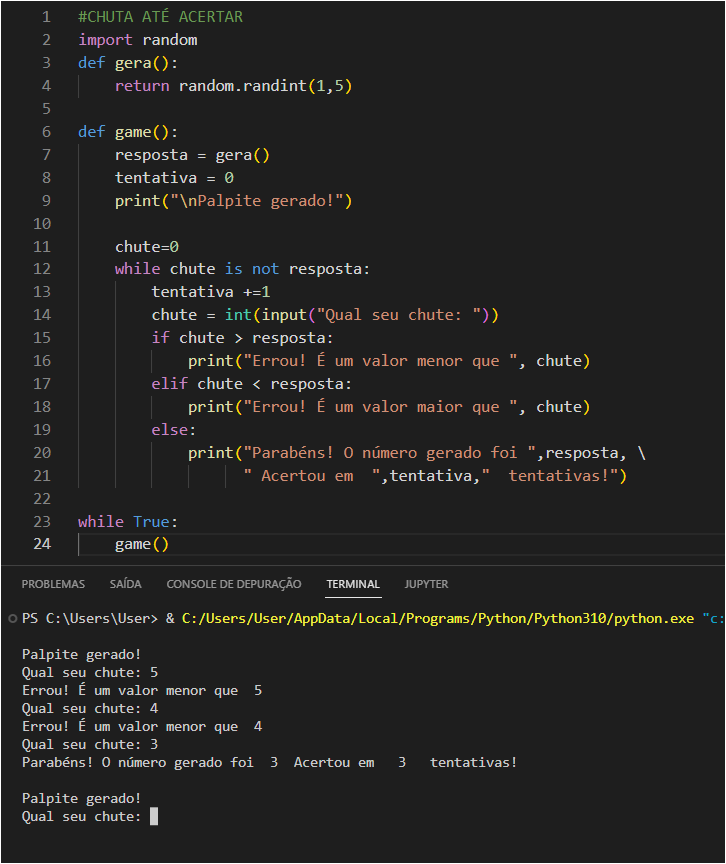 1 #CHUTA ATÉ ACERTAR
2 import random
3 def gera():
4     return random.randint(1,5)
5
6 def game():
7     resposta = gera()
8     tentativa = 0
9     print("\nPalpite gerado!")
10
11     chute=0
12     while chute is not resposta:
13         tentativa +=1
14         chute = int(input("Qual seu chute: "))
15         if chute > resposta:
16             print("Errou! É um valor menor que ", chute)
17         elif chute < resposta:
18             print("Errou! É um valor maior que ", chute)
19         else:
20             print("Parabéns! O número gerado foi ",resposta, \
21                   " Acertou em  ",tentativa,"  tentativas!")
22
23 while True:
24     game()
PROBLEMAS SAÍDA CONSOLE DE DEPURAÇÃO TERMINAL JUPYTER
PS C:\Users\User> & C:/Users/User/AppData/Local/Programs/Python/Python310/python.exe "c:
Palpite gerado!
Qual seu chute: 5
Errou! É um valor menor que  5
Qual seu chute: 4
Errou! É um valor menor que  4
Qual seu chute: 3
Parabéns! O número gerado foi  3  Acertou em   3   tentativas!
Palpite gerado!
Qual seu chute: